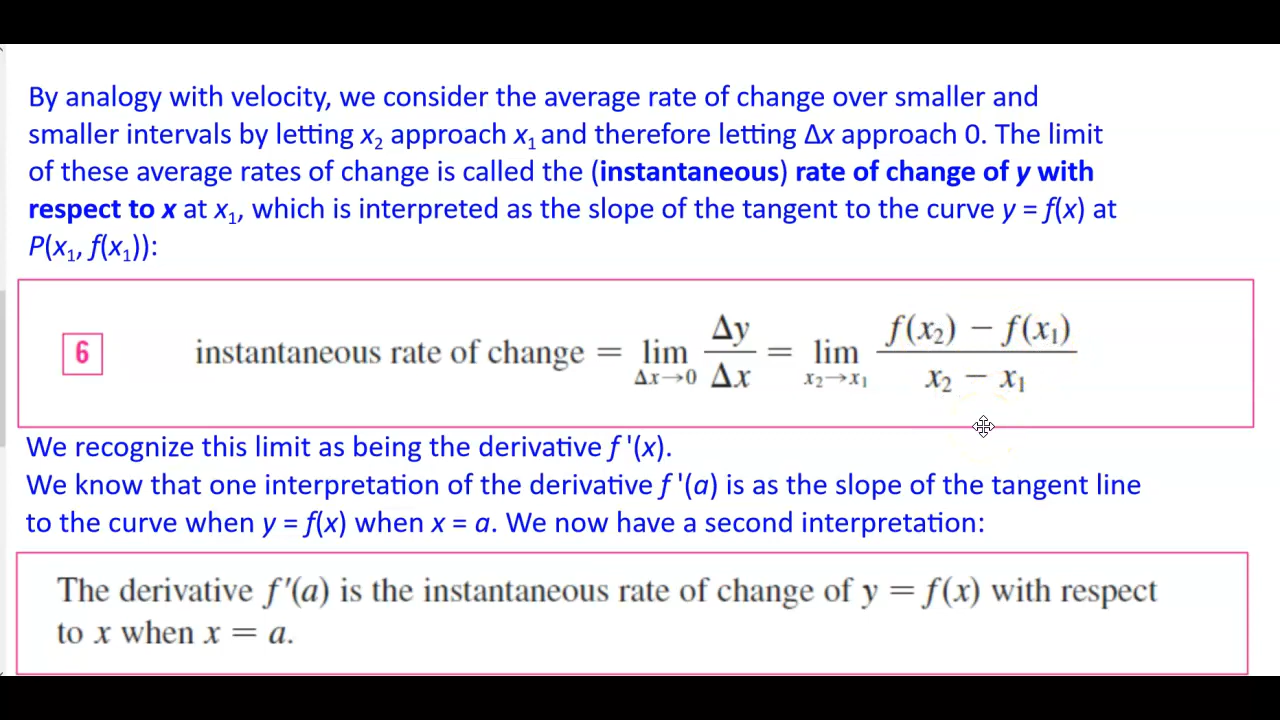 By analogy with velocity, we consider the average rate of change over smaller and
smaller intervals by letting x₂ approach x₁ and therefore letting Δx approach 0. The limit
of these average rates of change is called the (instantaneous) rate of change of y with
respect to x at x₁, which is interpreted as the slope of the tangent to the curve y = f(x) at
P(x₁, f(x₁)):
6 instantaneous rate of change = lim Δx→0 Δy/Δx = lim x₂→x₁ (f(x₂) − f(x₁))/(x₂ − x₁)
We recognize this limit as being the derivative f '(x).
We know that one interpretation of the derivative f '(a) is as the slope of the tangent line
to the curve when y = f(x) when x = a. We now have a second interpretation:
The derivative f′(a) is the instantaneous rate of change of y = f(x) with respect
to x when x = a.